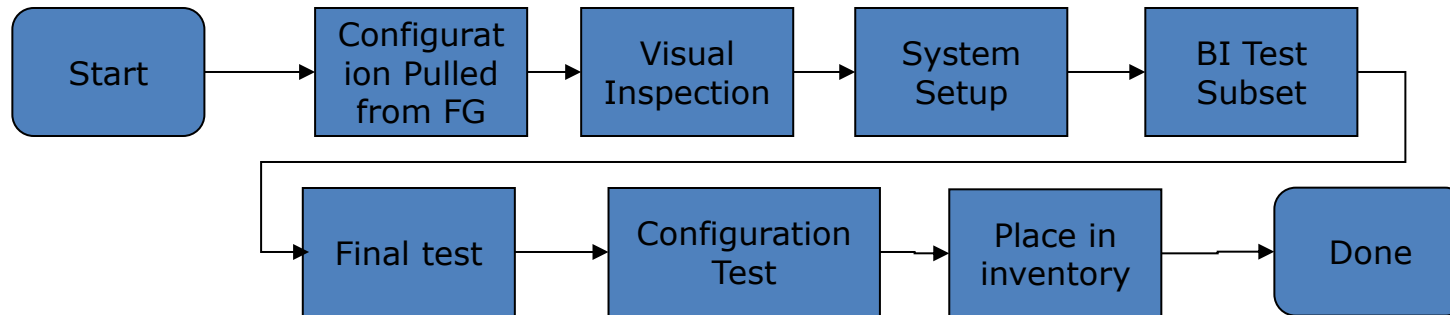 Start
Configurat
ion Pulled
from FG
Visual
Inspection
System
Setup
BI Test
Subset
Final test
Configuration
Test
Place in
inventory
Done